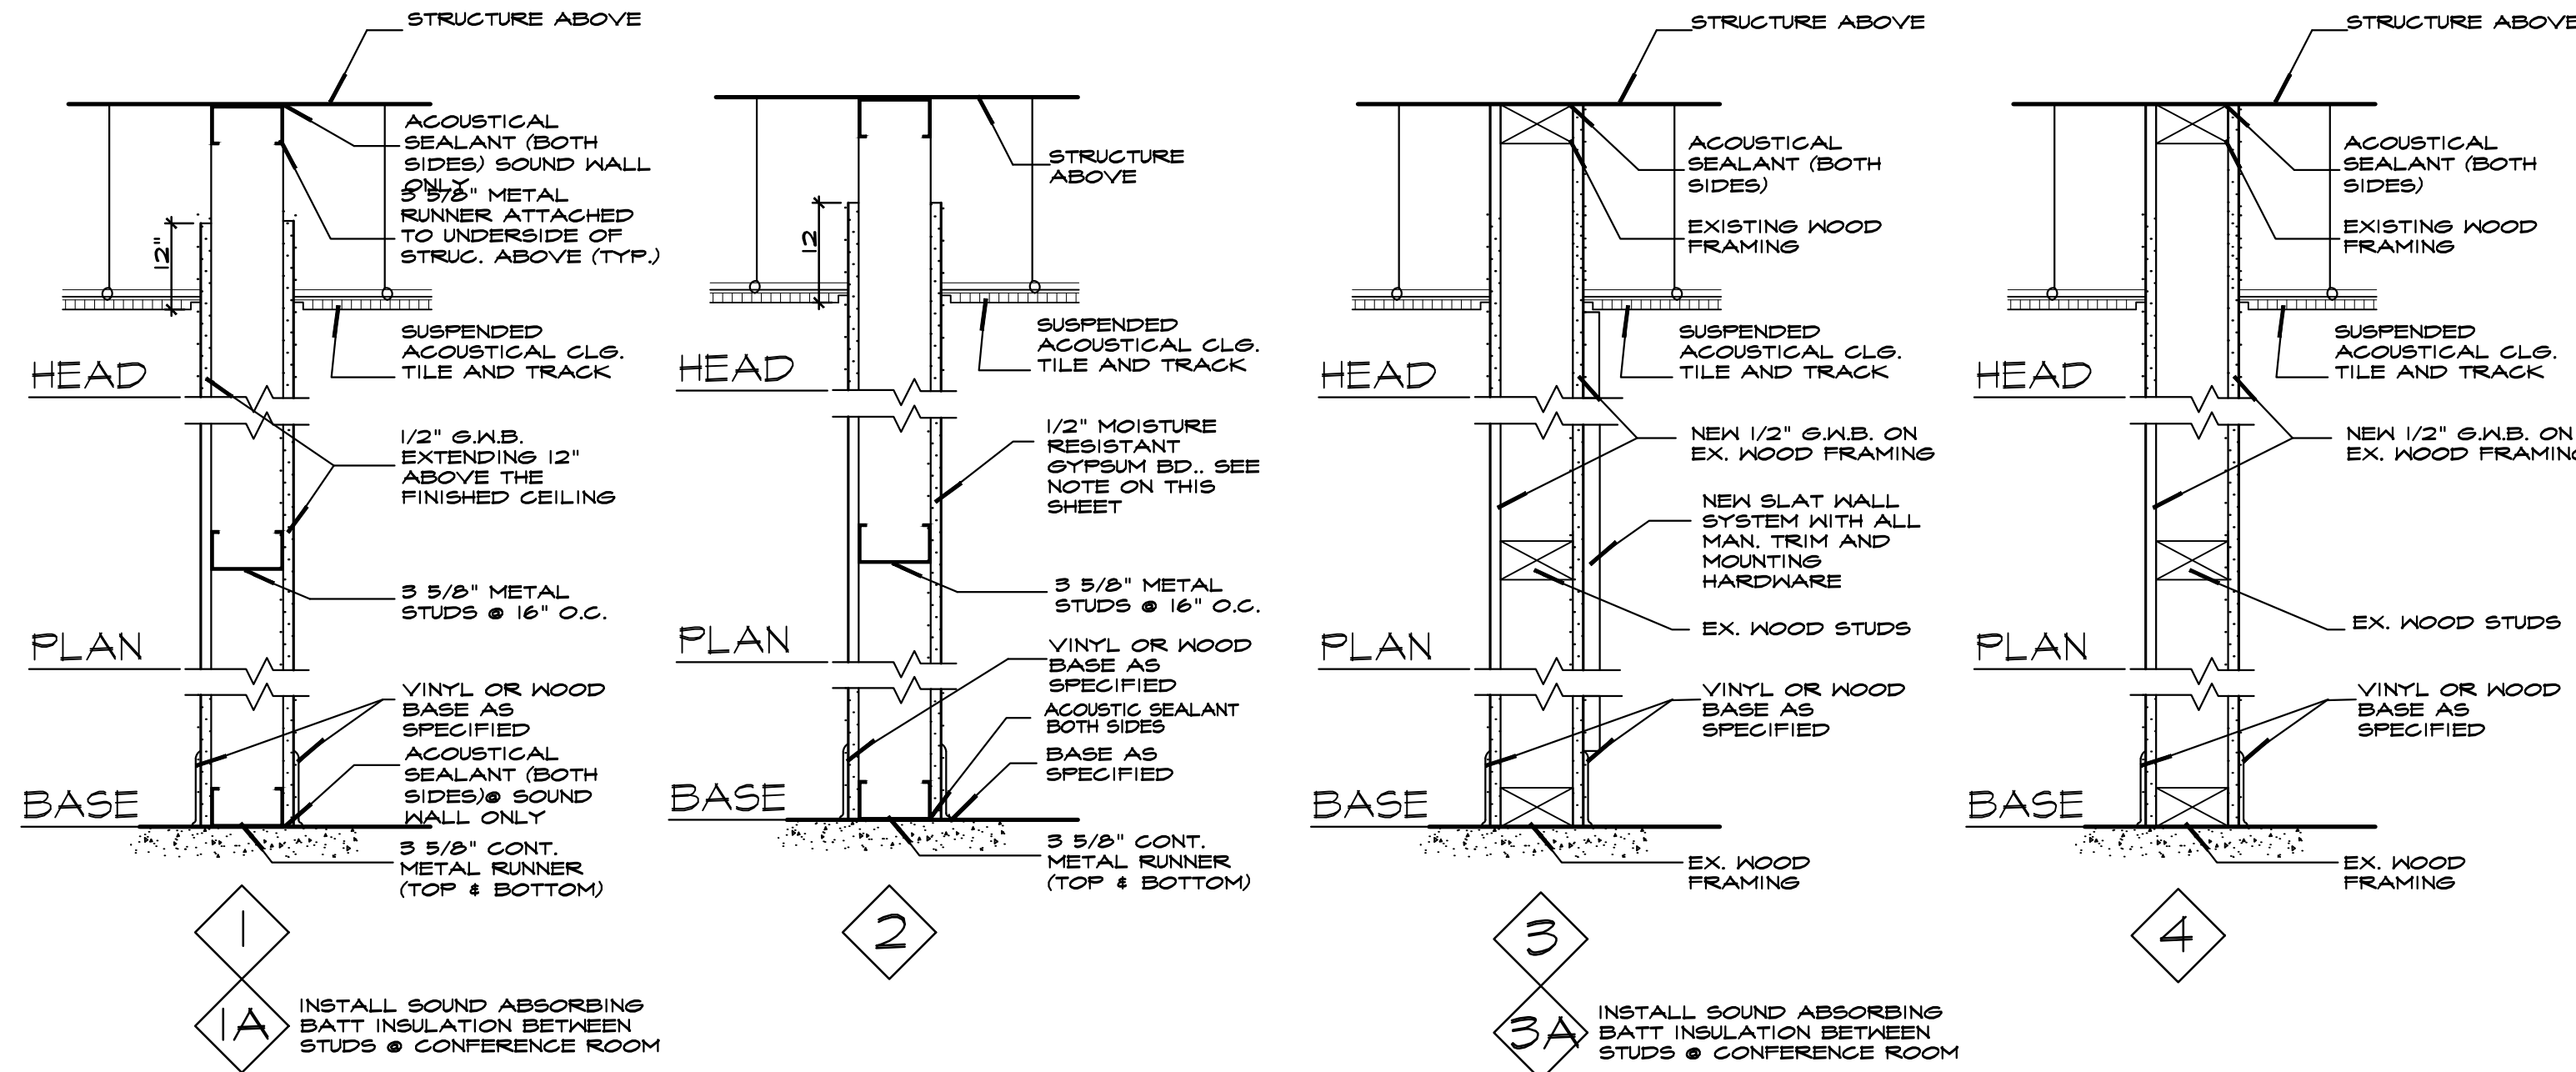 STRUCTURE ABOVE
ACOUSTICAL
SEALANT (BOTH
SIDES) SOUND WALL
ONLY
3 5/8" METAL
RUNNER ATTACHED
TO UNDERSIDE OF
STRUC. ABOVE (TYP.)
12"
SUSPENDED
ACOUSTICAL CLG.
TILE AND TRACK
HEAD
1/2" G.W.B.
EXTENDING 12"
ABOVE THE
FINISHED CEILING
3 5/8" METAL
STUDS @ 16" O.C.
PLAN
VINYL OR WOOD
BASE AS
SPECIFIED
ACOUSTICAL
SEALANT (BOTH
SIDES)@ SOUND
WALL ONLY
BASE
3 5/8" CONT.
METAL RUNNER
(TOP & BOTTOM)
1
1A
INSTALL SOUND ABSORBING
BATT INSULATION BETWEEN
STUDS @ CONFERENCE ROOM
STRUCTURE
ABOVE
12
SUSPENDED
ACOUSTICAL CLG.
TILE AND TRACK
HEAD
1/2" MOISTURE
RESISTANT
GYPSUM BD.. SEE
NOTE ON THIS
SHEET
3 5/8" METAL
STUDS @ 16" O.C.
PLAN
VINYL OR WOOD
BASE AS
SPECIFIED
ACOUSTIC SEALANT
BOTH SIDES
BASE AS
SPECIFIED
BASE
3 5/8" CONT.
METAL RUNNER
(TOP & BOTTOM)
2
STRUCTURE ABOVE
ACOUSTICAL
SEALANT (BOTH
SIDES)
EXISTING WOOD
FRAMING
SUSPENDED
ACOUSTICAL CLG.
TILE AND TRACK
HEAD
NEW 1/2" G.W.B. ON
EX. WOOD FRAMING
NEW SLAT WALL
SYSTEM WITH ALL
MAN. TRIM AND
MOUNTING
HARDWARE
EX. WOOD STUDS
PLAN
VINYL OR WOOD
BASE AS
SPECIFIED
BASE
EX. WOOD
FRAMING
3
3A
INSTALL SOUND ABSORBING
BATT INSULATION BETWEEN
STUDS @ CONFERENCE ROOM
STRUCTURE ABOVE
ACOUSTICAL
SEALANT (BOTH
SIDES)
EXISTING WOOD
FRAMING
SUSPENDED
ACOUSTICAL CLG.
TILE AND TRACK
HEAD
NEW 1/2" G.W.B. ON
EX. WOOD FRAMING
EX. WOOD STUDS
PLAN
VINYL OR WOOD
BASE AS
SPECIFIED
BASE
EX. WOOD
FRAMING
4